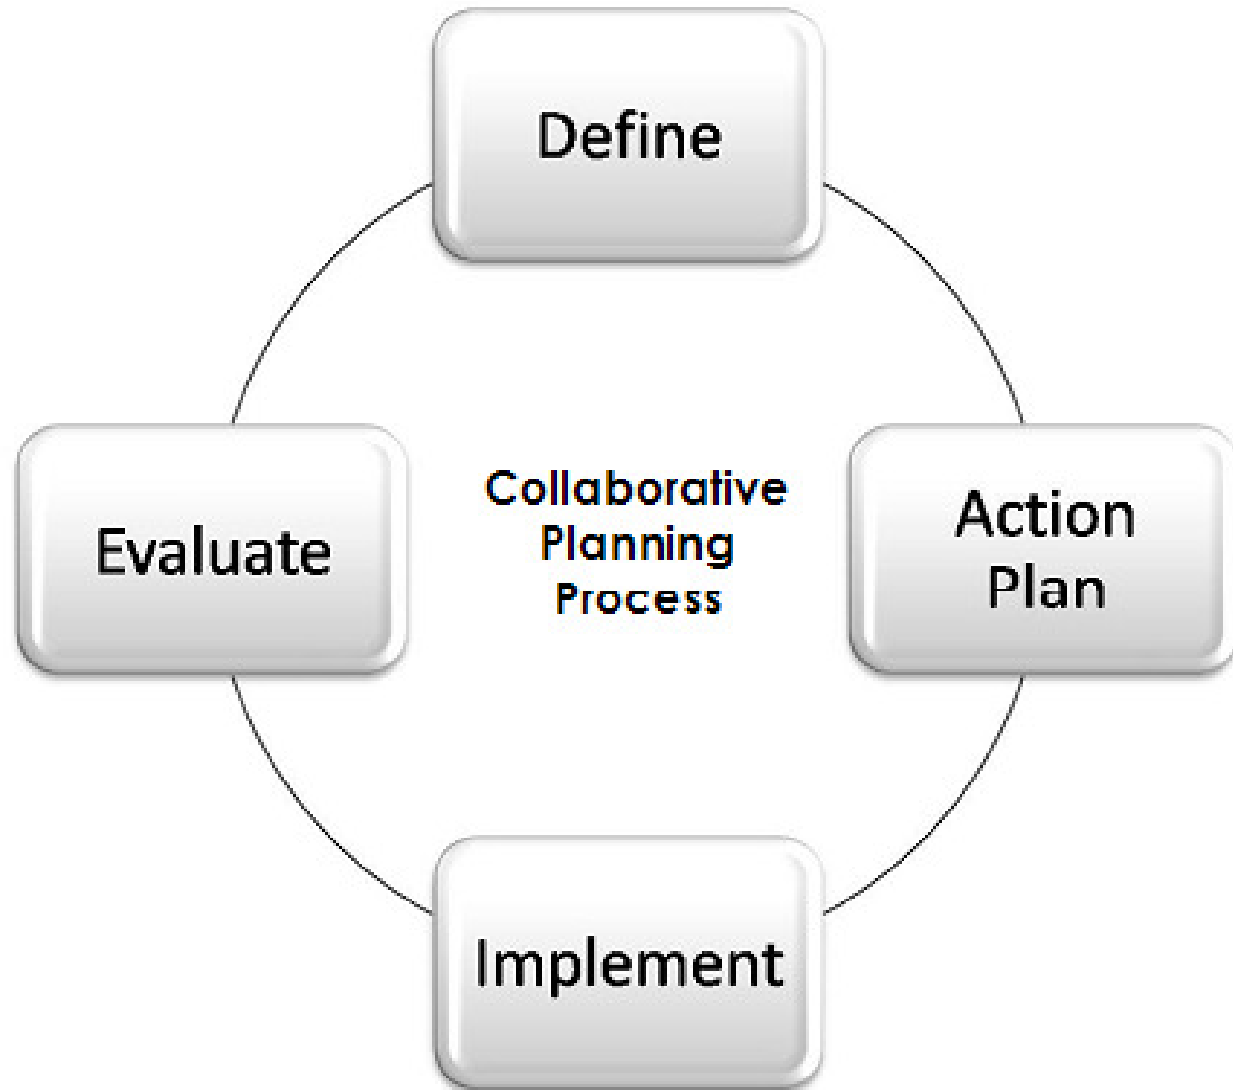 Define
Evaluate
Collaborative
Planning
Process
Action
Plan
Implement